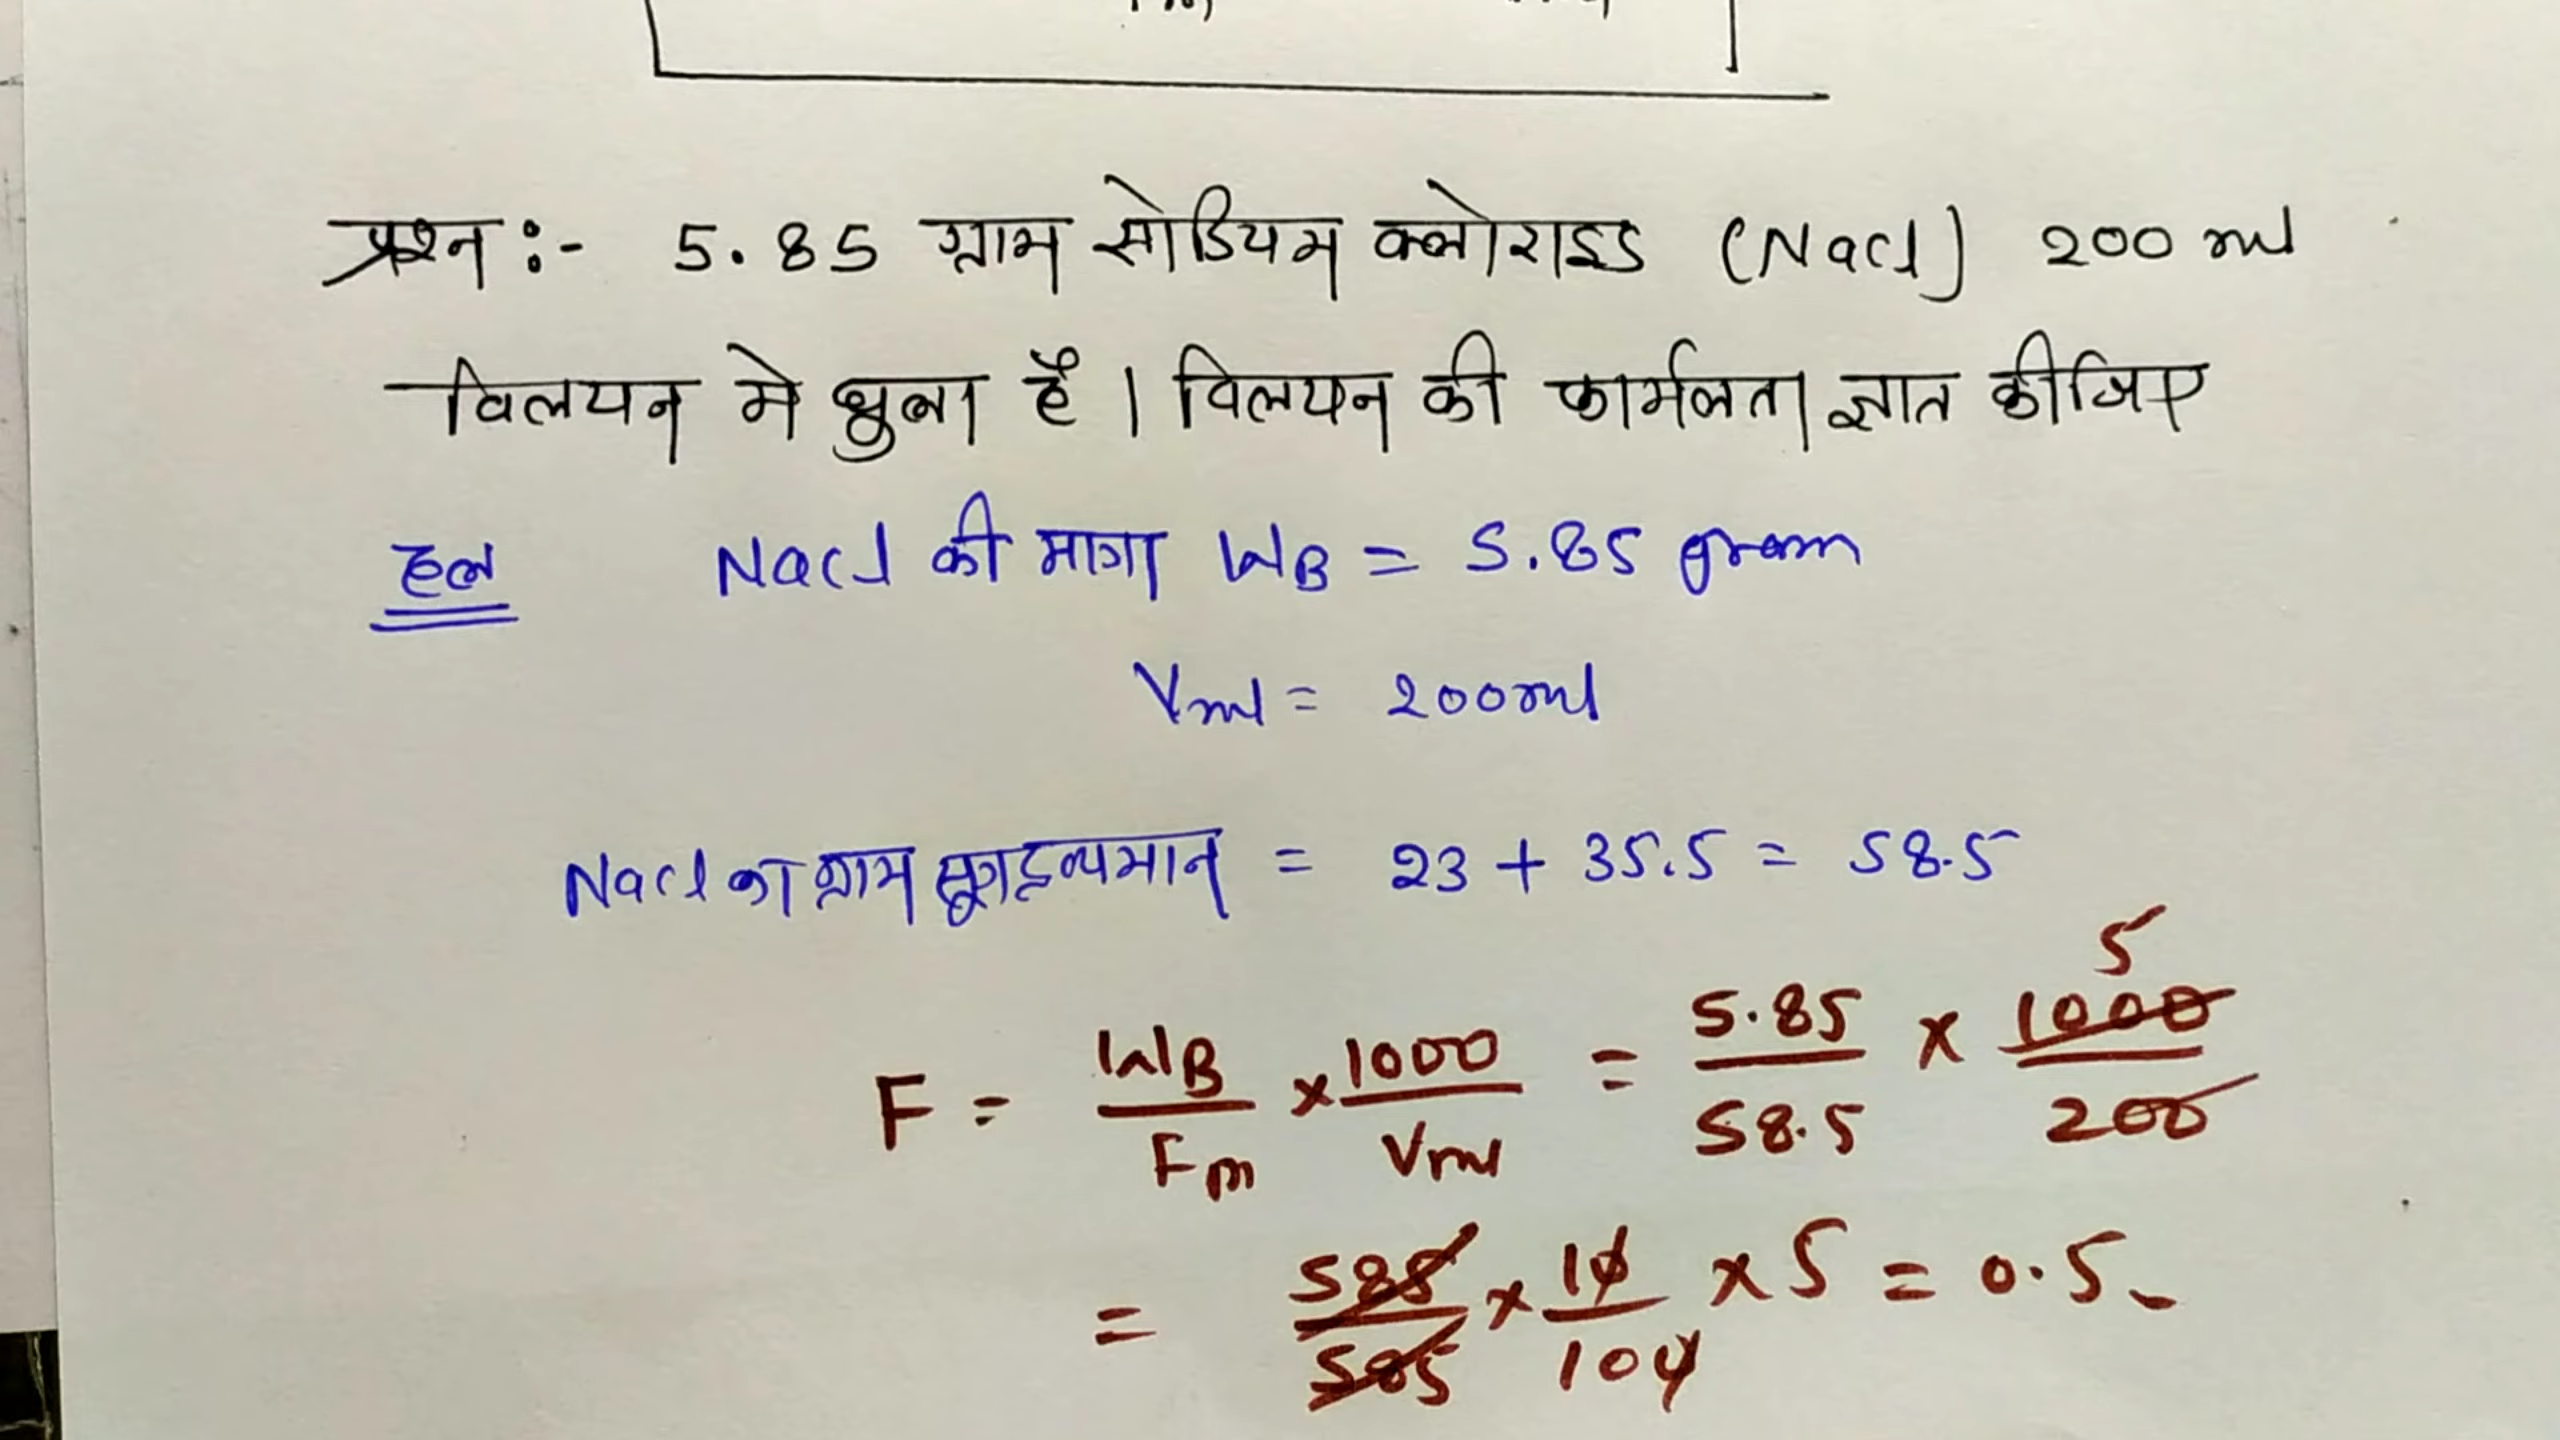 प्रश्न :- 5.85 ग्राम सोडियम क्लोराइड (Nacl) 200 ml
विलयन मे धुला है । विलयन की फार्मलता ज्ञात कीजिए
हल Nacl की मात्रा WB = 5.85 gram
Vml = 200ml
Nacl का ग्राम सूत्रद्रव्यमान = 23 + 35.5 = 58.5
F = WB/Fm × 1000/Vml = 5.85/58.5 × 1000/200 5
= 585/585 × 10/100 × 5 = 0.5